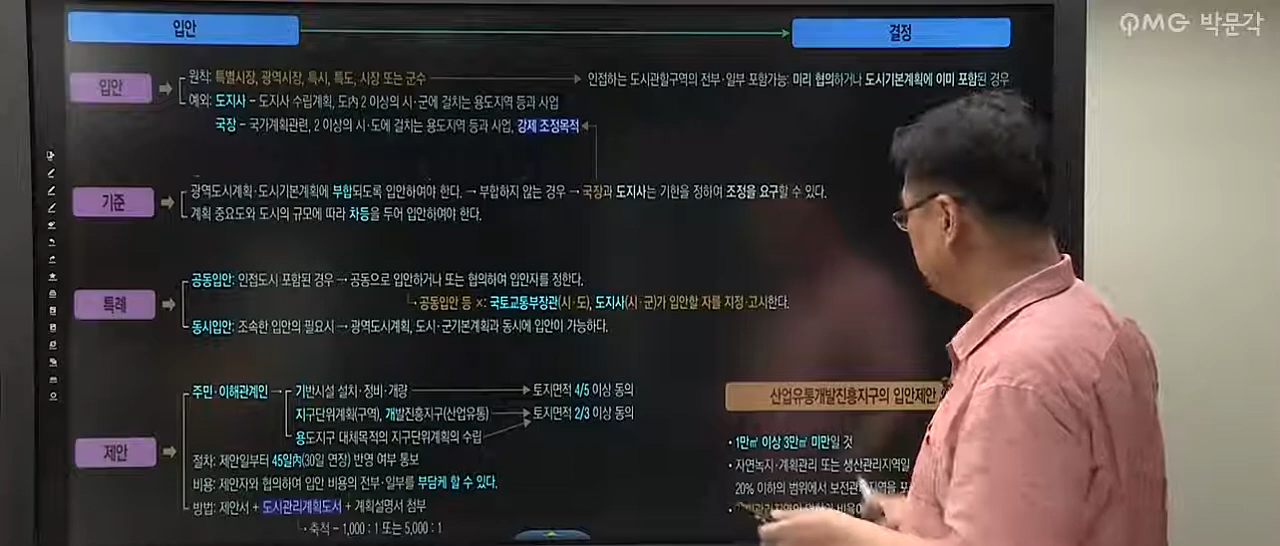 QMG 박문각
입안 결정
입안 원칙: 특별시장, 광역시장, 특시, 특도, 시장 또는 군수 인접하는 도시관할구역의 전부·일부 포함가능: 미리 협의하거나 도시기본계획에 이미 포함된 경우
예외: 도지사 – 도지사 수립계획, 도內 2 이상의 시·군에 걸치는 용도지역 등과 사업
국장 – 국가계획관련, 2 이상의 시·도에 걸치는 용도지역 등과 사업, 강제 조정목적
기준 광역도시계획·도시기본계획에 부합되도록 입안하여야 한다. → 부합하지 않는 경우 → 국장과 도지사는 기한을 정하여 조정을 요구할 수 있다.
계획 중요도와 도시의 규모에 따라 차등을 두어 입안하여야 한다.
특례 공동입안: 인접도시 포함된 경우 → 공동으로 입안하거나 또는 협의하여 입안자를 정한다.
공동입안 등 ×: 국토교통부장관(시·도), 도지사(시·군)가 입안할 자를 지정·고시한다.
동시입안: 조속한 입안의 필요시 → 광역도시계획, 도시·군기본계획과 동시에 입안이 가능하다.
제안 주민·이해관계인 → 기반시설 설치·정비·개량 토지면적 4/5 이상 동의
지구단위계획(구역), 개발진흥지구(산업유통) 토지면적 2/3 이상 동의
용도지구 대체목적의 지구단위계획의 수립
절차: 제안일부터 45일內(30일 연장) 반영 여부 통보
비용: 제안자와 협의하여 입안 비용의 전부·일부를 부담케 할 수 있다.
방법: 제안서 + 도시관리계획도서 + 계획설명서 첨부
축척 – 1,000 : 1 또는 5,000 : 1
산업유통개발진흥지구의 입안제안
• 1만㎡ 이상 3만㎡ 미만일 것
• 자연녹지·계획관리 또는 생산관리지역일
20% 이하의 범위에서 보전관리지역을 포